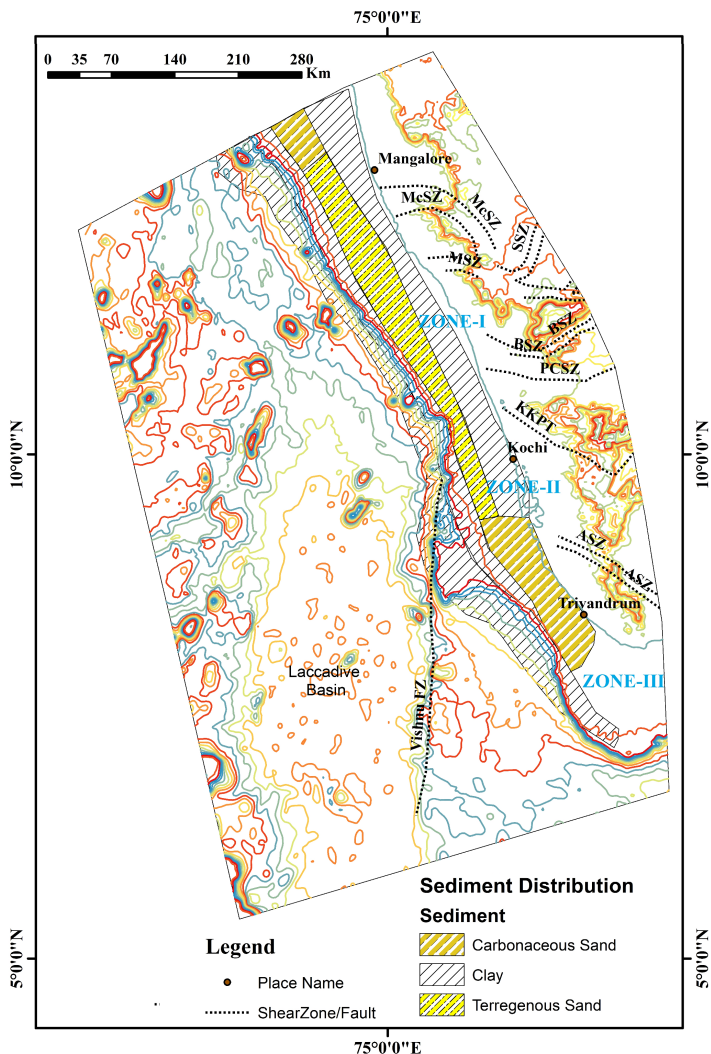 75°0'0"E
0 35 70 140 210 280
Km
Mangalore
McSZ
McSZ
SSZ
MSZ
ZONE-I
BSZ
BSZ
PCSZ
KKPT
10°0'0"N
10°0'0"N
Kochi
ZONE-II
ASZ
ASZ
Trivandrum
Laccadive
Basin
ZONE-III
Vishnu FZ
Sediment Distribution
Sediment
Carbonaceous Sand
Clay
Terregenous Sand
Legend
Place Name
ShearZone/Fault
5°0'0"N
5°0'0"N
75°0'0"E